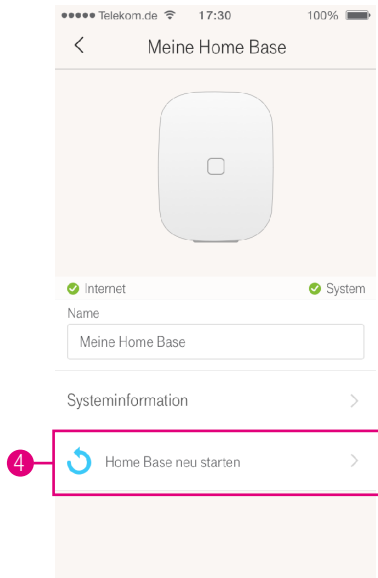 Telekom.de 17:30 100%
Meine Home Base
Internet System
Name
Meine Home Base
Systeminformation
4 Home Base neu starten